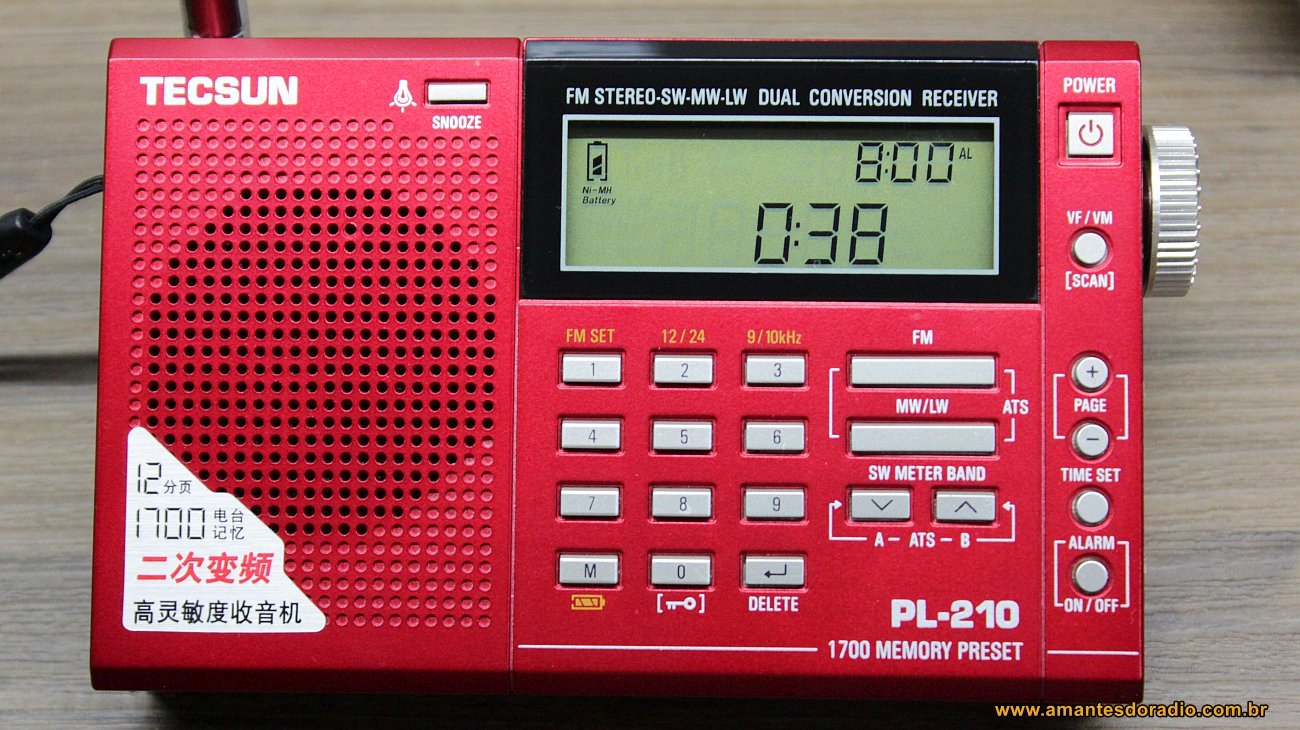 TECSUN
SNOOZE
FM STEREO-SW-MW-LW DUAL CONVERSION RECEIVER
Ni-MH
Battery
8:00 AL
0:38
POWER
VF / VM
[SCAN]
FM SET 12 / 24 9 / 10kHz
1 2 3
4 5 6
7 8 9
M 0
[ ] DELETE
FM
MW/LW
ATS
SW METER BAND
A - ATS - B
+
PAGE
-
TIME SET
ALARM
ON / OFF
12分页
1700电台记忆
二次变频
高灵敏度收音机
PL-210
1700 MEMORY PRESET
www.amantesdoradio.com.br